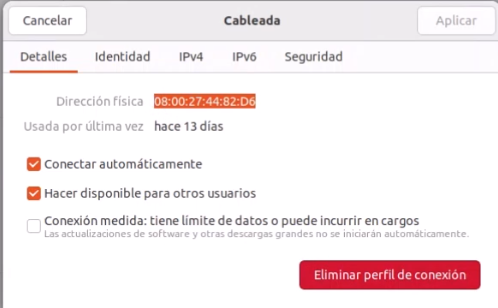 Cancelar Cableada Aplicar
Detalles Identidad IPv4 IPv6 Seguridad
Dirección física 08:00:27:44:82:D6
Usada por última vez hace 13 días
Conectar automáticamente
Hacer disponible para otros usuarios
Conexión medida: tiene límite de datos o puede incurrir en cargos
Las actualizaciones de software y otras descargas grandes no se iniciarán automáticamente.
Eliminar perfil de conexión